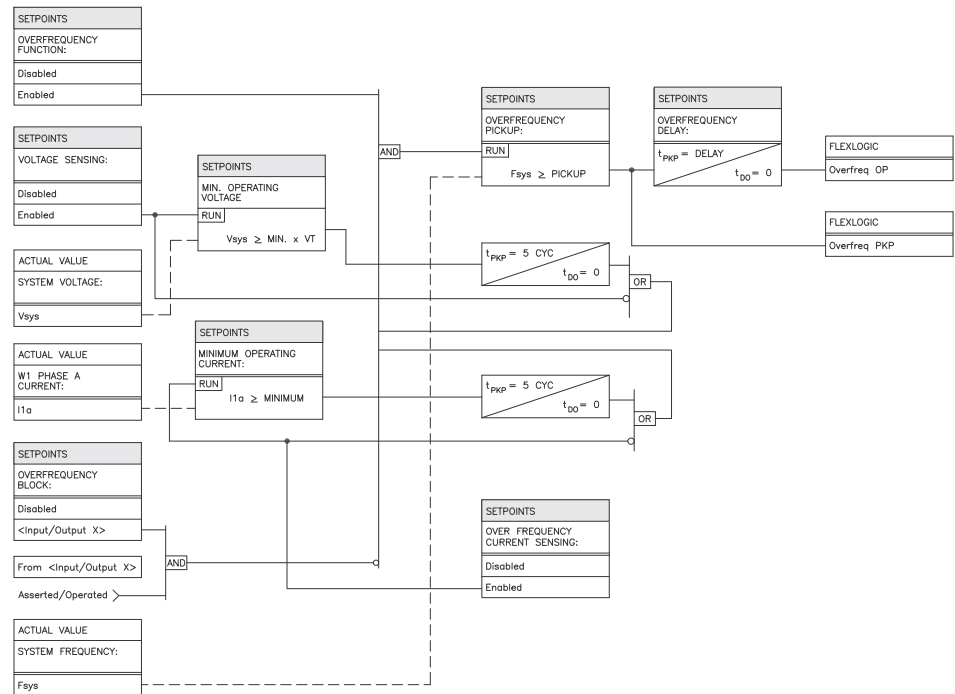 SETPOINTS
OVERFREQUENCY
FUNCTION:
Disabled
Enabled
SETPOINTS
VOLTAGE SENSING:
Disabled
Enabled
ACTUAL VALUE
SYSTEM VOLTAGE:
Vsys
ACTUAL VALUE
W1 PHASE A
CURRENT:
I1a
SETPOINTS
OVERFREQUENCY
BLOCK:
Disabled
<Input/Output X>
From <Input/Output X>
Asserted/Operated
AND
ACTUAL VALUE
SYSTEM FREQUENCY:
Fsys
SETPOINTS
MIN. OPERATING
VOLTAGE
RUN
Vsys ≥ MIN. x VT
SETPOINTS
MINIMUM OPERATING
CURRENT:
RUN
I1a ≥ MINIMUM
AND
SETPOINTS
OVERFREQUENCY
PICKUP:
RUN
Fsys ≥ PICKUP
tPKP = 5 CYC
tDO = 0
OR
tPKP = 5 CYC
tDO = 0
OR
SETPOINTS
OVER FREQUENCY
CURRENT SENSING:
Disabled
Enabled
SETPOINTS
OVERFREQUENCY
DELAY:
tPKP = DELAY
tDO = 0
FLEXLOGIC
Overfreq OP
FLEXLOGIC
Overfreq PKP